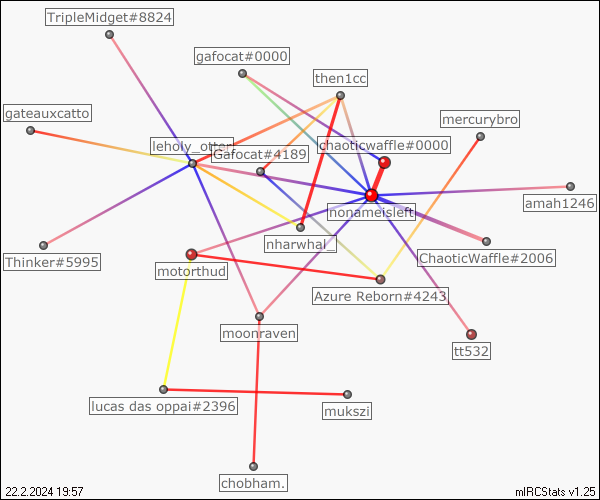 TripleMidget#8824
gafocat#0000
then1cc
gateauxcatto
mercurybro
leholy_otter
chaoticwaffle#0000
Gafocat#4189
amah1246
nonameisleft
nharwhal_
Thinker#5995
ChaoticWaffle#2006
motorthud
Azure Reborn#4243
moonraven
tt532
lucas das oppai#2396
mukszi
chobham.
22.2.2024 19:57
mIRCStats v1.25